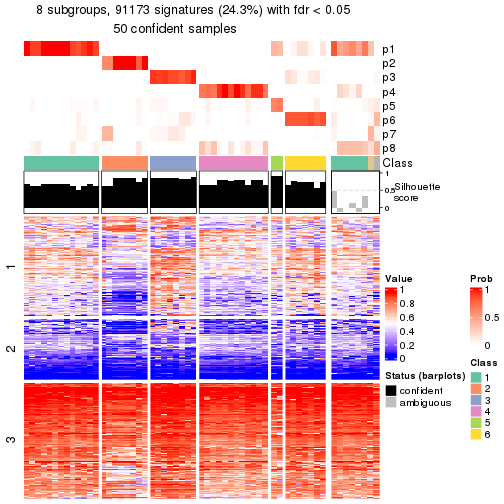 8 subgroups, 91173 signatures (24.3%) with fdr < 0.05
50 confident samples
p1
p2
p3
p4
p5
p6
p7
p8
Class
1
0.5
0
Silhouette
score
1
2
3
Value
1
0.8
0.6
0.4
0.2
0
Status (barplots)
confident
ambiguous
Prob
1
0.5
0
Class
1
2
3
4
5
6